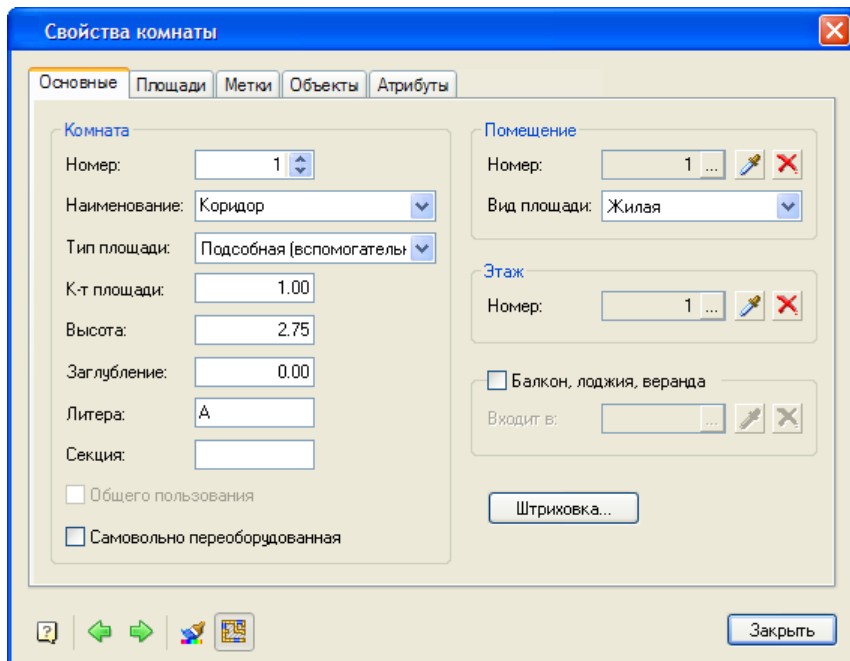 Свойства комнаты
Основные Площади Метки Объекты Атрибуты
Комната
Номер: 1
Наименование: Коридор
Тип площади: Подсобная (вспомогательн
К-т площади: 1.00
Высота: 2.75
Заглубление: 0.00
Литера: А
Секция:
Общего пользования
Самовольно переоборудованная
Помещение
Номер: 1 ...
Вид площади: Жилая
Этаж
Номер: 1 ...
Балкон, лоджия, веранда
Входит в: ...
Штриховка...
? Закрыть